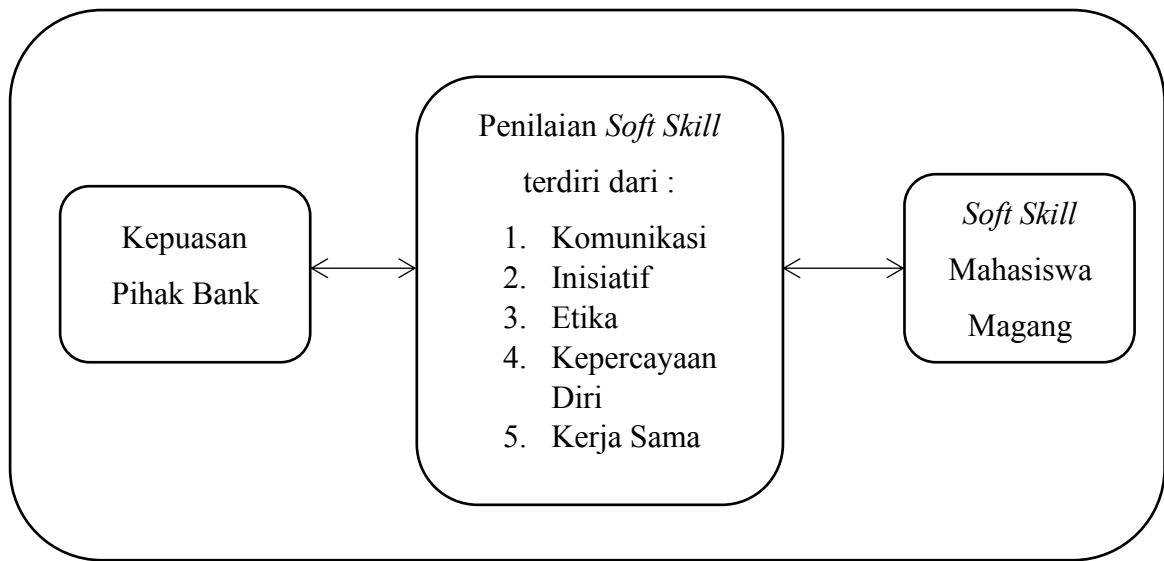 Kepuasan
Pihak Bank
Penilaian Soft Skill
terdiri dari :
1. Komunikasi
2. Inisiatif
3. Etika
4. Kepercayaan
Diri
5. Kerja Sama
Soft Skill
Mahasiswa
Magang